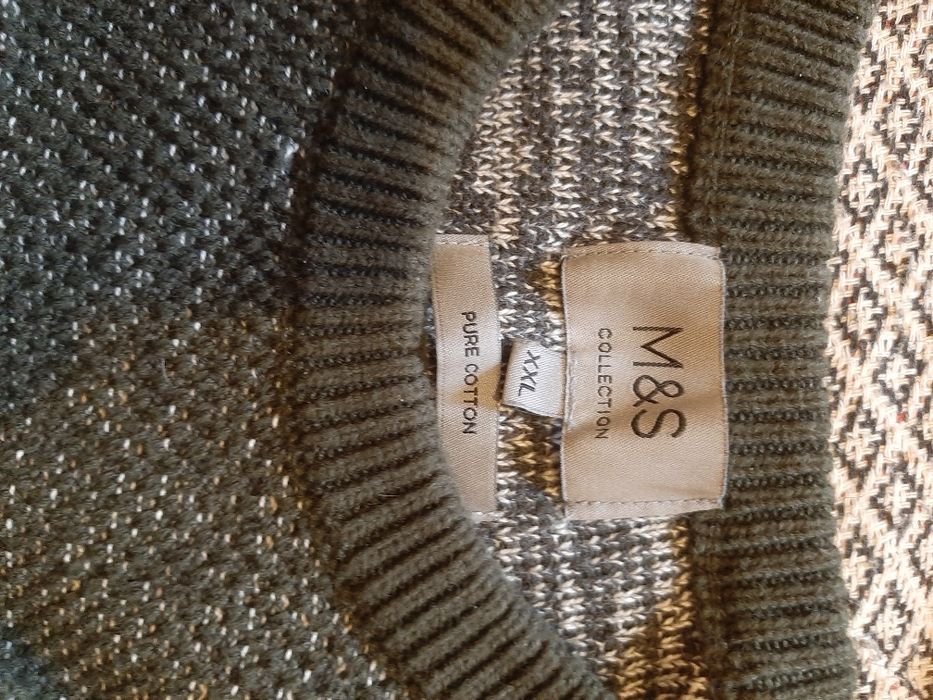 M&S
COLLECTION
XXL
PURE COTTON